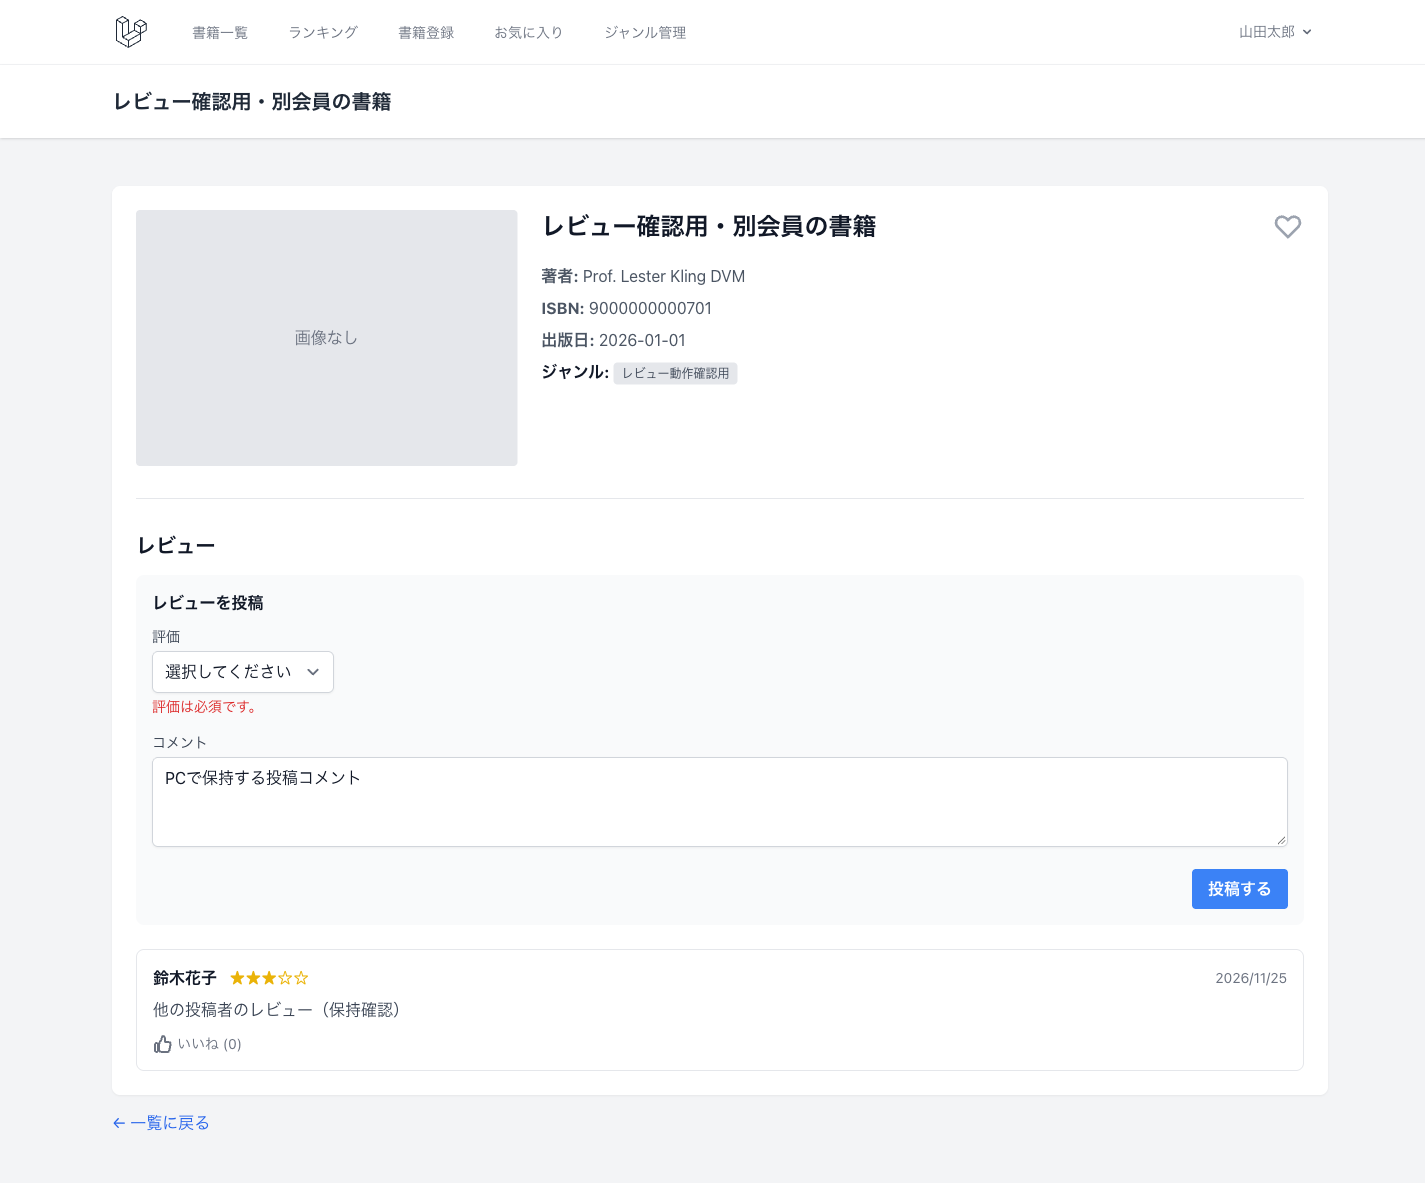 書籍一覧 ランキング 書籍登録 お気に入り ジャンル管理 山田太郎
レビュー確認用・別会員の書籍
画像なし
レビュー確認用・別会員の書籍
著者: Prof. Lester Kling DVM
ISBN: 9000000000701
出版日: 2026-01-01
ジャンル: レビュー動作確認用
レビュー
レビューを投稿
評価
選択してください
評価は必須です。
コメント
PCで保持する投稿コメント
投稿する
鈴木花子 ★★★☆☆ 2026/11/25
他の投稿者のレビュー（保持確認）
いいね (0)
← 一覧に戻る